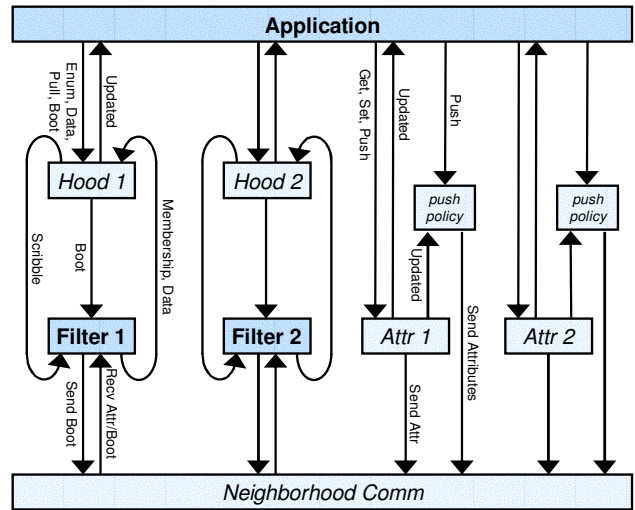 Application
Enum, Data,
Pull, Boot
Updated
Get, Set, Push
Updated
Push
Hood 1
Hood 2
push
policy
push
policy
Scribble
Boot
Membership, Data
Updated
Send Attributes
Filter 1
Filter 2
Attr 1
Attr 2
Send Boot
Recv Attr/Boot
Send Attr
Neighborhood Comm